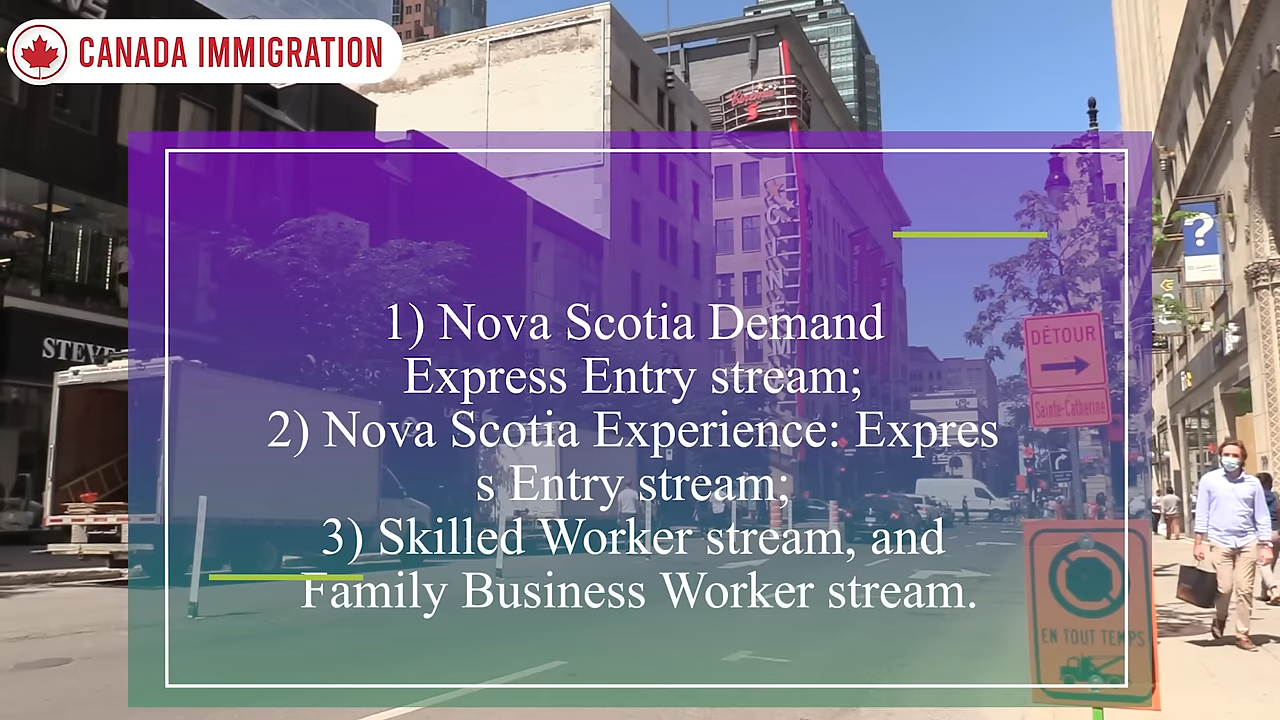 CANADA IMMIGRATION
1) Nova Scotia Demand
Express Entry stream;
2) Nova Scotia Experience: Expres
s Entry stream;
3) Skilled Worker stream, and
Family Business Worker stream.
?
DÉTOUR
Sainte-Catherine
EN TOUT TEMPS